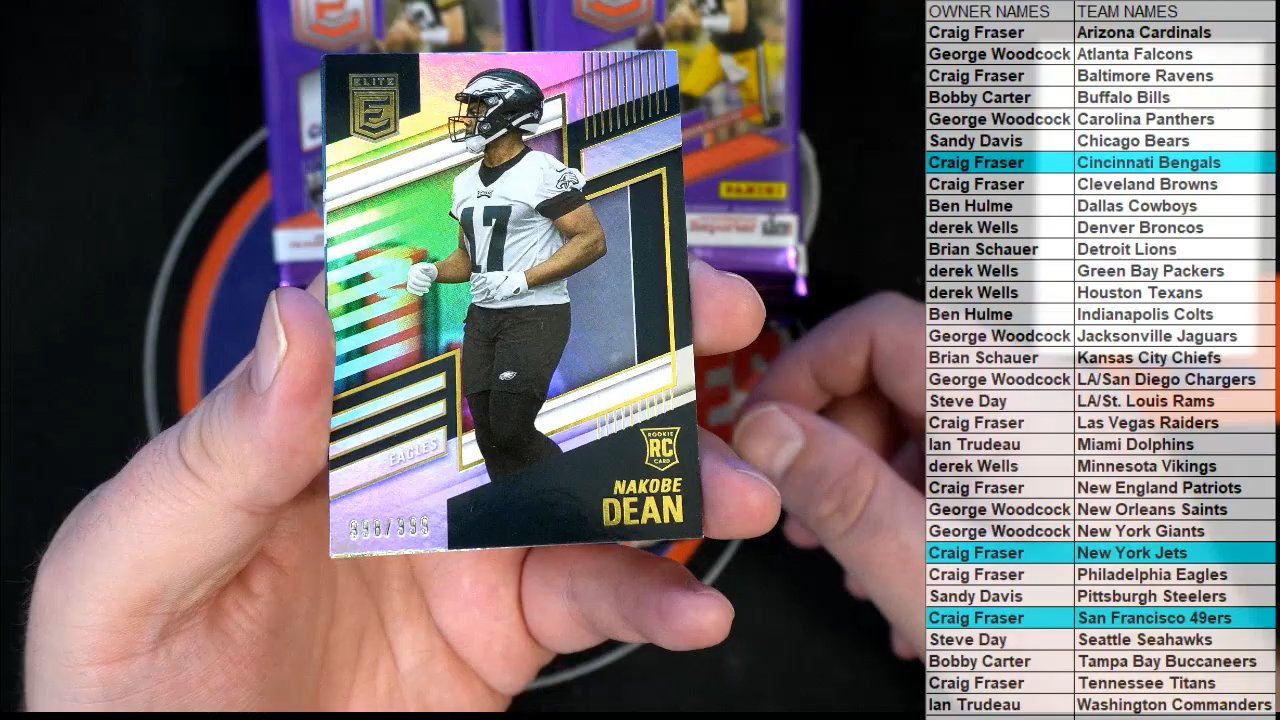 ELITE
E
17
EAGLES
ROOKIE
RC
CARD
NAKOBE
DEAN
PANINI
OWNER NAMES TEAM NAMES
Craig Fraser Arizona Cardinals
George Woodcock Atlanta Falcons
Craig Fraser Baltimore Ravens
Bobby Carter Buffalo Bills
George Woodcock Carolina Panthers
Sandy Davis Chicago Bears
Craig Fraser Cincinnati Bengals
Craig Fraser Cleveland Browns
Ben Hulme Dallas Cowboys
derek Wells Denver Broncos
Brian Schauer Detroit Lions
derek Wells Green Bay Packers
derek Wells Houston Texans
Ben Hulme Indianapolis Colts
George Woodcock Jacksonville Jaguars
Brian Schauer Kansas City Chiefs
George Woodcock LA/San Diego Chargers
Steve Day LA/St. Louis Rams
Craig Fraser Las Vegas Raiders
Ian Trudeau Miami Dolphins
derek Wells Minnesota Vikings
Craig Fraser New England Patriots
George Woodcock New Orleans Saints
George Woodcock New York Giants
Craig Fraser New York Jets
Craig Fraser Philadelphia Eagles
Sandy Davis Pittsburgh Steelers
Craig Fraser San Francisco 49ers
Steve Day Seattle Seahawks
Bobby Carter Tampa Bay Buccaneers
Craig Fraser Tennessee Titans
Ian Trudeau Washington Commanders